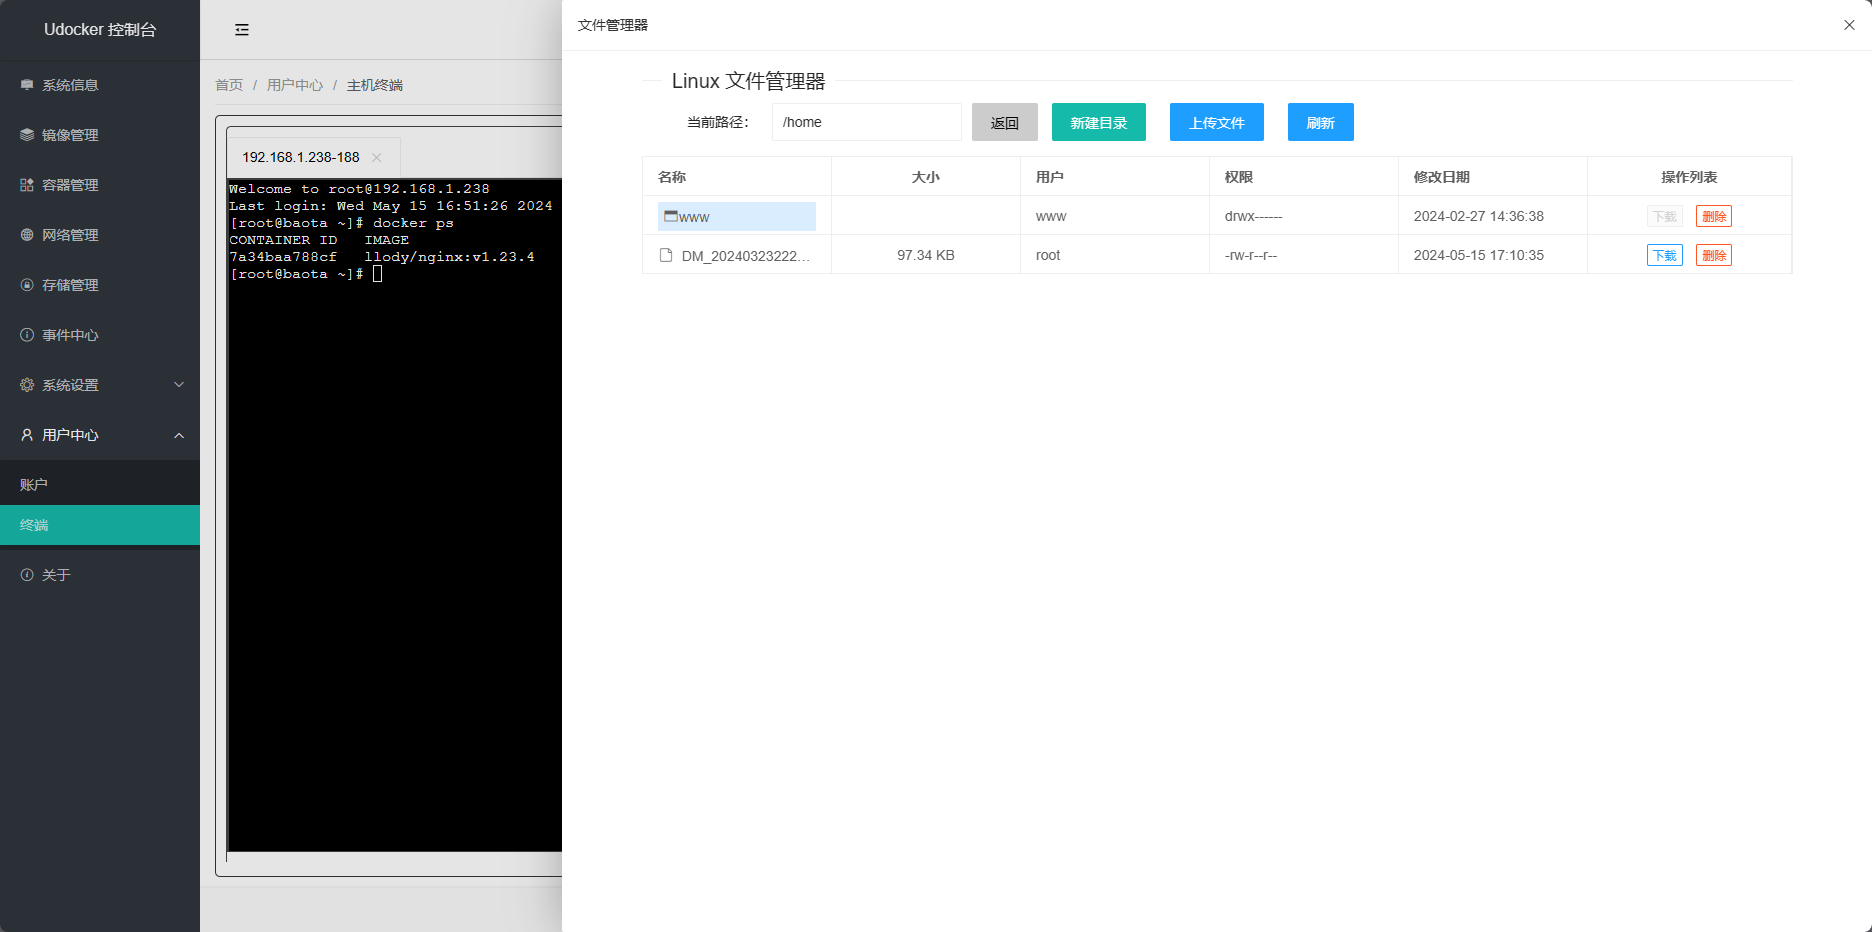 Udocker 控制台
系统信息
镜像管理
容器管理
网络管理
存储管理
事件中心
系统设置
用户中心
账户
终端
关于
首页 / 用户中心 / 主机终端
192.168.1.238-188
Welcome to root@192.168.1.238
Last login: Wed May 15 16:51:26 2024
[root@baota ~]# docker ps
CONTAINER ID IMAGE
7a34baa788cf llody/nginx:v1.23.4
[root@baota ~]#
文件管理器
Linux 文件管理器
当前路径： /home 返回 新建目录 上传文件 刷新
名称 大小 用户 权限 修改日期 操作列表
www www drwx------ 2024-02-27 14:36:38 下载 删除
DM_20240323222... 97.34 KB root -rw-r--r-- 2024-05-15 17:10:35 下载 删除